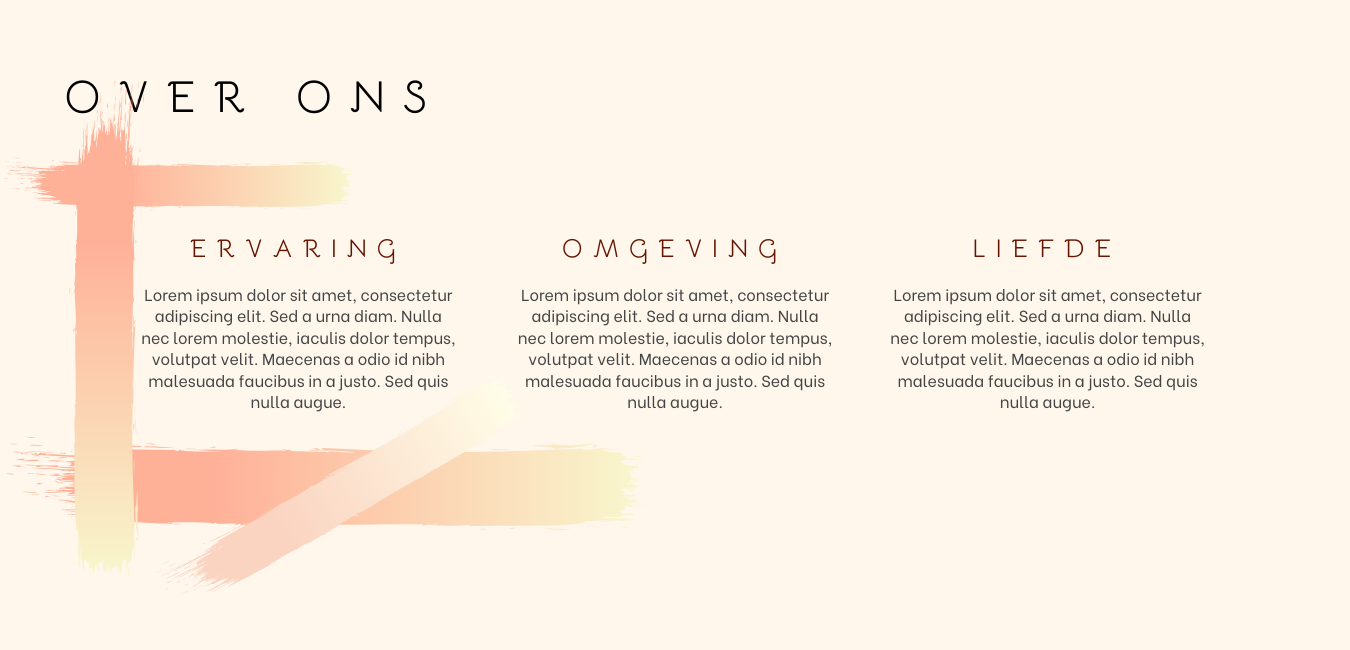 OVER ONS
ERVARING
Lorem ipsum dolor sit amet, consectetur
adipiscing elit. Sed a urna diam. Nulla
nec lorem molestie, iaculis dolor tempus,
volutpat velit. Maecenas a odio id nibh
malesuada faucibus in a justo. Sed quis
nulla augue.
OMGEVING
Lorem ipsum dolor sit amet, consectetur
adipiscing elit. Sed a urna diam. Nulla
nec lorem molestie, iaculis dolor tempus,
volutpat velit. Maecenas a odio id nibh
malesuada faucibus in a justo. Sed quis
nulla augue.
LIEFDE
Lorem ipsum dolor sit amet, consectetur
adipiscing elit. Sed a urna diam. Nulla
nec lorem molestie, iaculis dolor tempus,
volutpat velit. Maecenas a odio id nibh
malesuada faucibus in a justo. Sed quis
nulla augue.